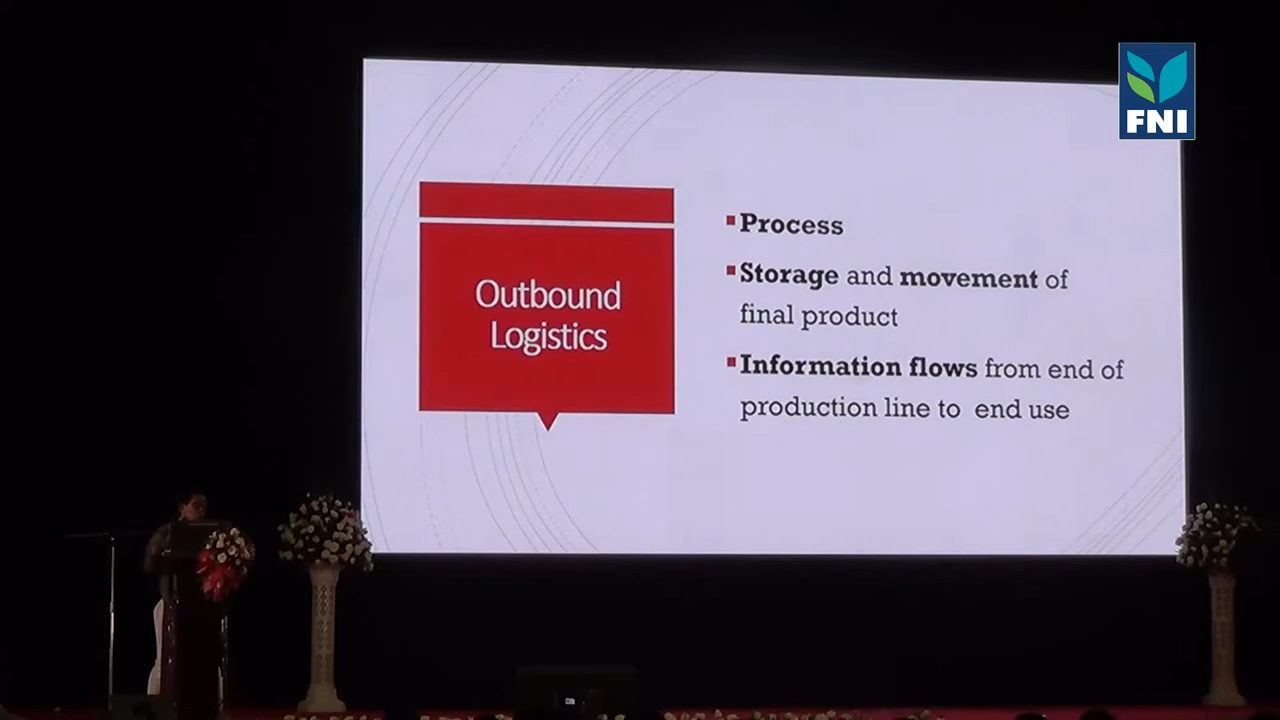 FNI
Outbound
Logistics
Process
Storage and movement of
final product
Information flows from end of
production line to end use